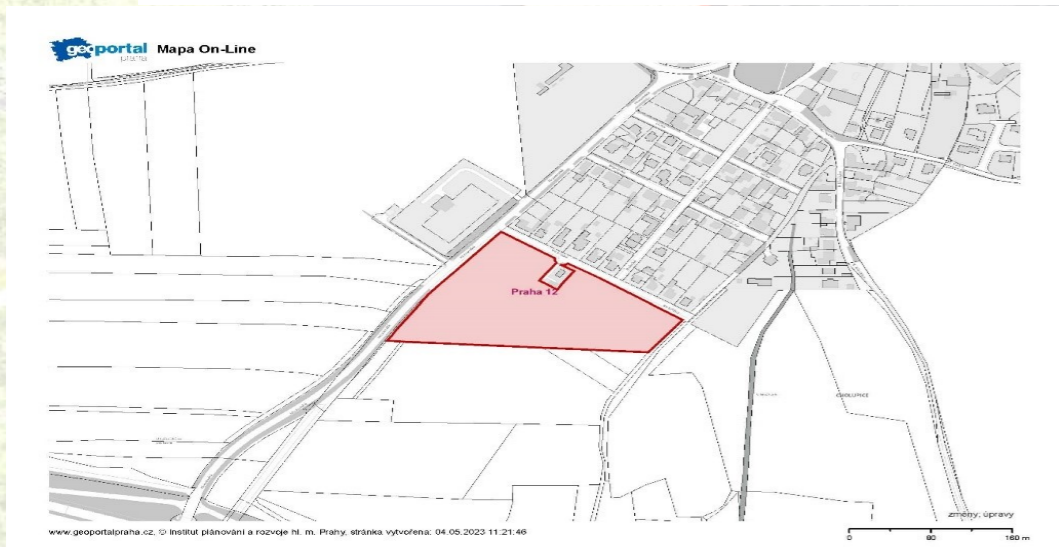 geoportal
praha
Mapa On-Line
Praha 12
CHOLUPICE
změny, úpravy
www.geoportalpraha.cz, © Institut plánování a rozvoje hl. m. Prahy, stránka vytvořena: 04.05.2023 11:21:46
0 80 160 m